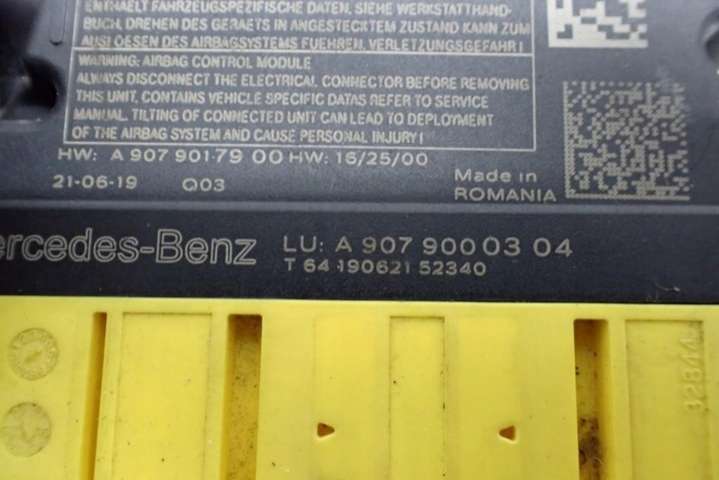 ENTHAELT FAHRZEUGSPEZIFISCHE DATEN. SIEHE WERKSTATTHAND-
BUCH, DREHEN DES GERAETS IN ANGESTECKTEM ZUSTAND KANN ZUM
AUSLOESEN DES AIRBAGSYSTEMS FUEHREN. VERLETZUNGSGEFAHR!
WARNING: AIRBAG CONTROL MODULE
ALWAYS DISCONNECT THE ELECTRICAL CONNECTOR BEFORE REMOVING
THIS UNIT. CONTAINS VEHICLE SPECIFIC DATAS REFER TO SERVICE
MANUAL. TILTING OF CONNECTED UNIT CAN LEAD TO DEPLOYMENT
OF THE AIRBAG SYSTEM AND CAUSE PERSONAL INJURY!
HW: A 907 901 79 00 HW: 16/25/00
21-06-19 Q03
Made in
ROMANIA
ercedes-Benz LU: A 907 900 03 04
T 64 190621 52340